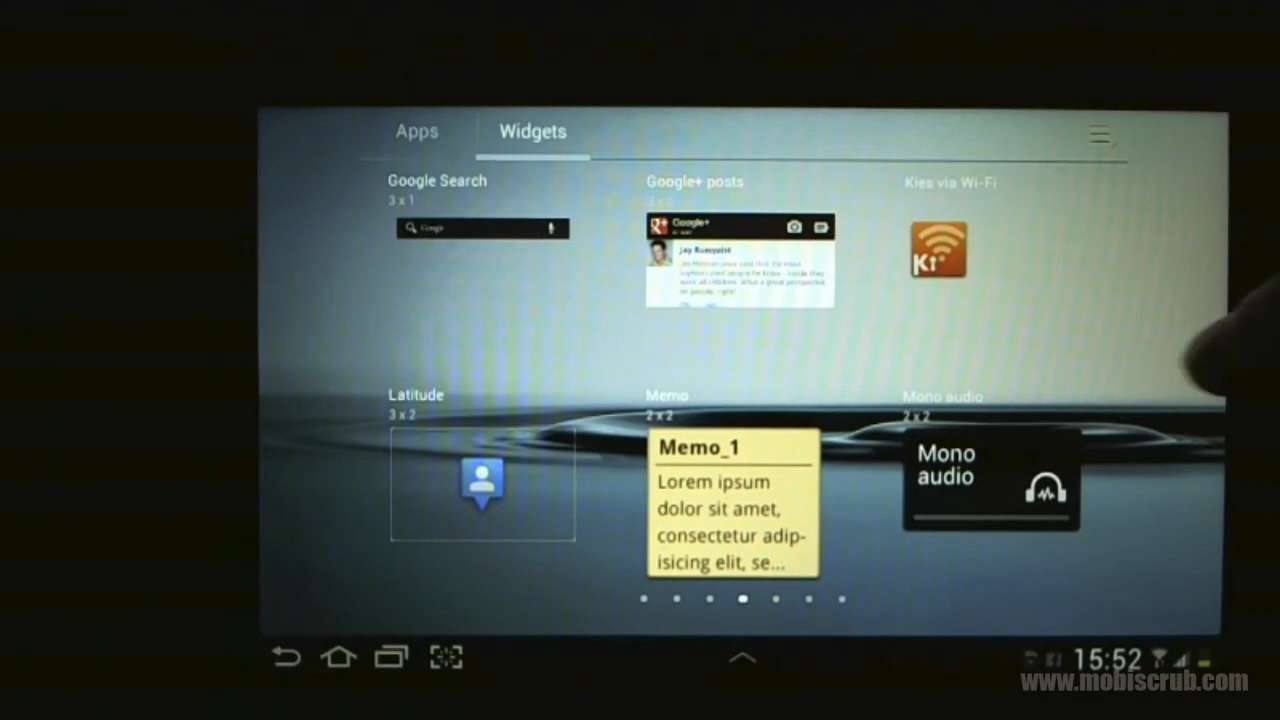 Apps
Widgets
Google Search
3 x 1
Google
Google+ posts
Google+
Kies via Wi-Fi
Ki
Latitude
3 x 2
Memo
2 x 2
Memo_1
Lorem ipsum
dolor sit amet,
consectetur adip-
isicing elit, se...
Mono audio
2 x 2
Mono
audio
15:52
www.mobiscrub.com